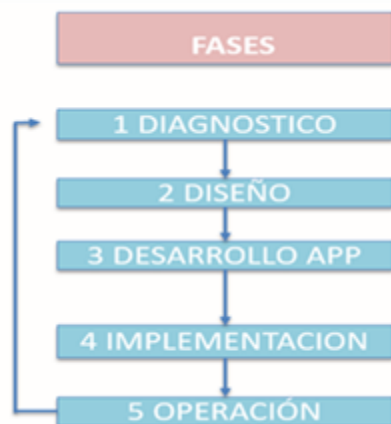 FASES
1 DIAGNOSTICO
2 DISEÑO
3 DESARROLLO APP
4 IMPLEMENTACION
5 OPERACIÓN